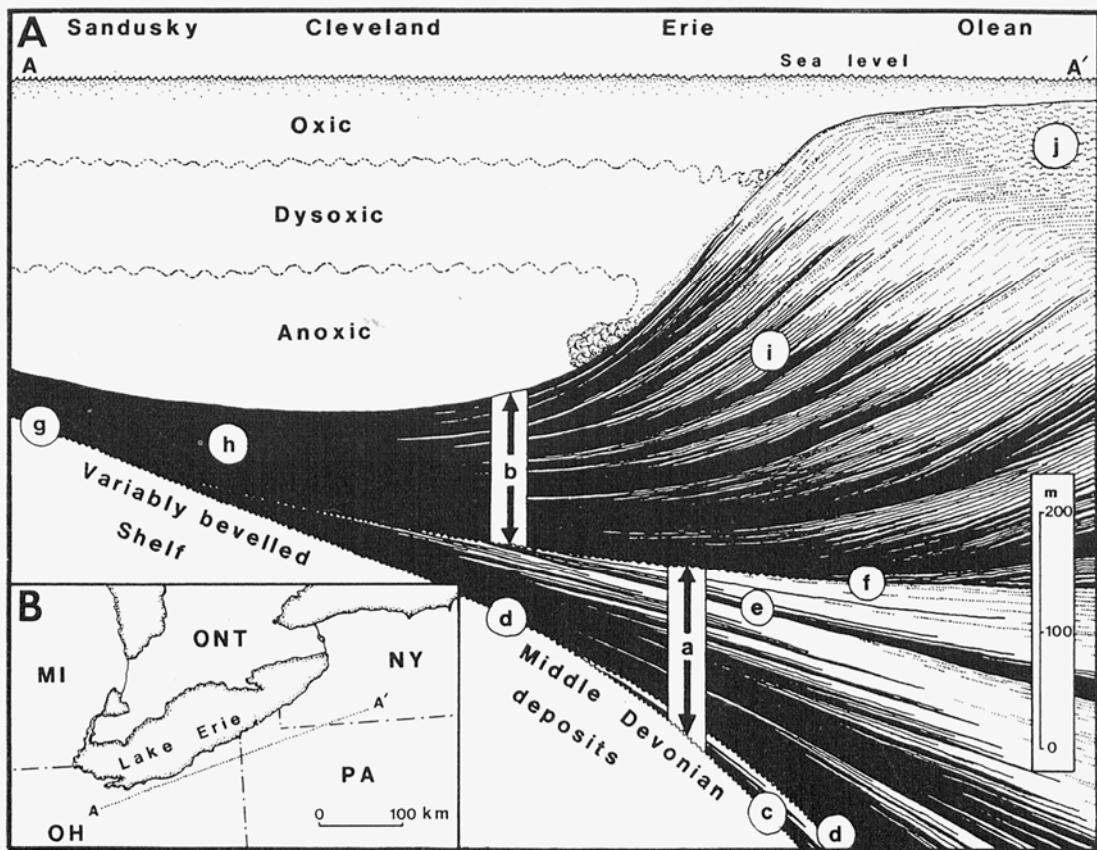 A
Sandusky Cleveland Erie Olean
A Sea level A'
Oxic
j
Dysoxic
Anoxic
i
g
h
b
Variably bevelled
Shelf
m
200
f
e
100
a
0
d
Middle Devonian
deposits
c
d
B
ONT
NY
MI
A'
Lake Erie
PA
A
0 100 km
OH